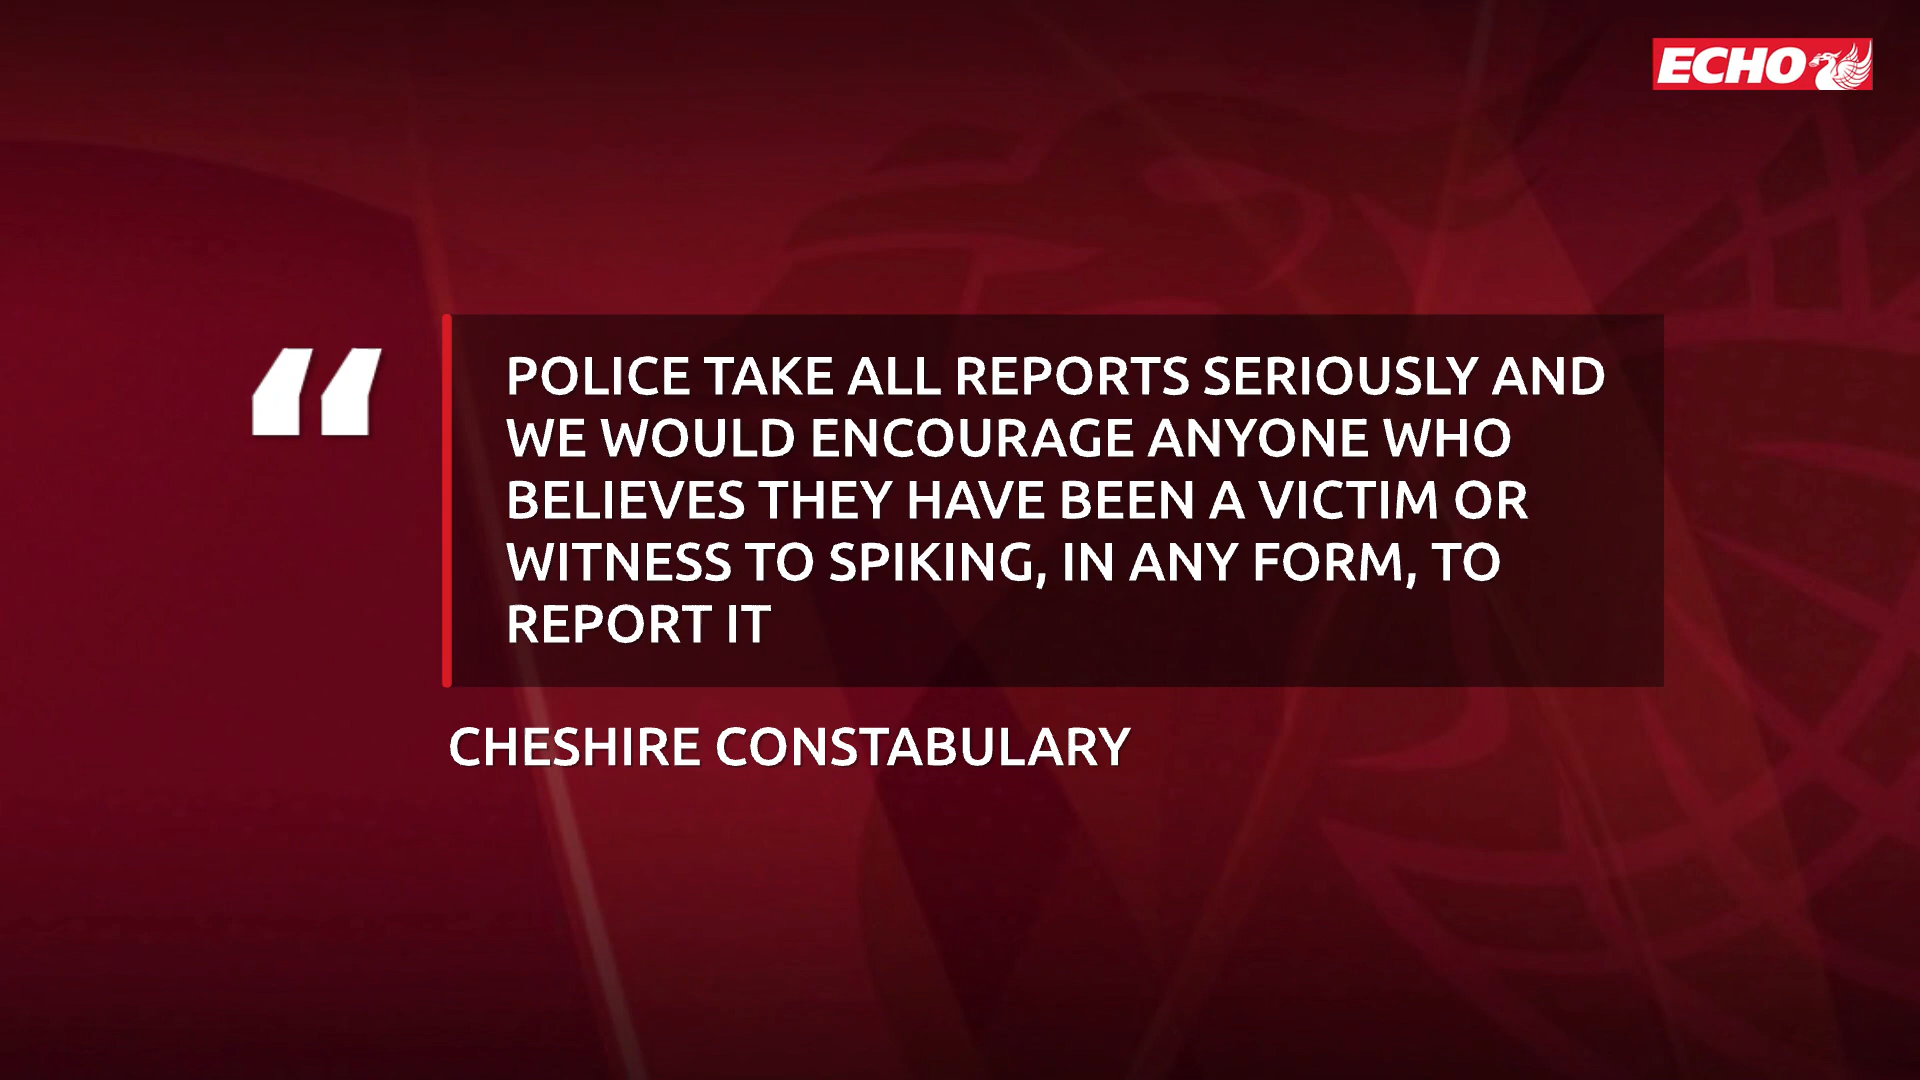 ECHO
“
POLICE TAKE ALL REPORTS SERIOUSLY AND
WE WOULD ENCOURAGE ANYONE WHO
BELIEVES THEY HAVE BEEN A VICTIM OR
WITNESS TO SPIKING, IN ANY FORM, TO
REPORT IT
CHESHIRE CONSTABULARY